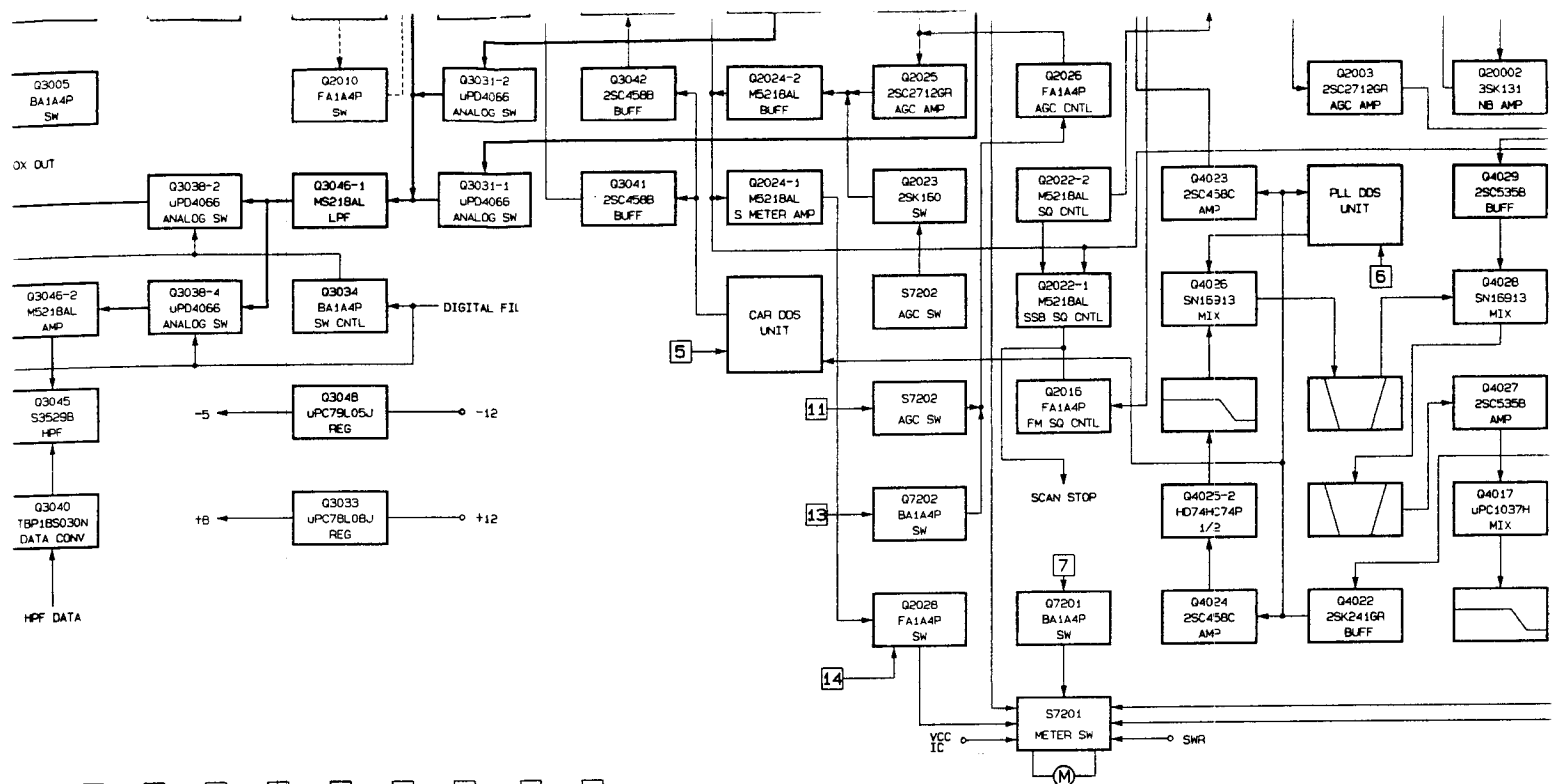 Q3005
BA1A4P
SW
Q2010
FA1A4P
SW
Q3031-2
uPD4066
ANALOG SW
Q3042
2SC458B
BUFF
Q2024-2
M5218AL
BUFF
Q2025
2SC2712GR
AGC AMP
Q2026
FA1A4P
AGC CNTL
Q2003
2SC2712GR
AGC AMP
Q20002
3SK131
NB AMP
OX OUT
Q3038-2
uPD4066
ANALOG SW
Q3046-1
MS218AL
LPF
Q3031-1
uPD4066
ANALOG SW
Q3041
2SC458B
BUFF
Q2024-1
M5218AL
S METER AMP
Q2023
2SK160
SW
Q2022-2
M5218AL
SQ CNTL
Q4023
2SC458C
AMP
PLL DDS
UNIT
Q4029
2SC535B
BUFF
6
Q3046-2
M5218AL
AMP
Q3038-4
uPD4066
ANALOG SW
Q3034
BA1A4P
SW CNTL
DIGITAL FIL
CAR DDS
UNIT
S7202
AGC SW
Q2022-1
M5218AL
SSB SQ CNTL
Q4026
SN16913
MIX
Q4028
SN16913
MIX
5
Q3045
S3529B
HPF
-5
Q3048
uPC79L05J
REG
-12
11
S7202
AGC SW
Q2016
FA1A4P
FM SQ CNTL
Q4027
2SC535B
AMP
Q3040
TBP18S030N
DATA CONV
+8
Q3033
uPC78L08J
REG
+12
13
Q7202
BA1A4P
SW
SCAN STOP
Q4025-2
HD74HC74P
1/2
Q4017
uPC1037H
MIX
7
HPF DATA
Q2028
FA1A4P
SW
Q7201
BA1A4P
SW
Q4024
2SC458C
AMP
Q4022
2SK241GR
BUFF
14
S7201
METER SW
VCC
IC
SWR
M